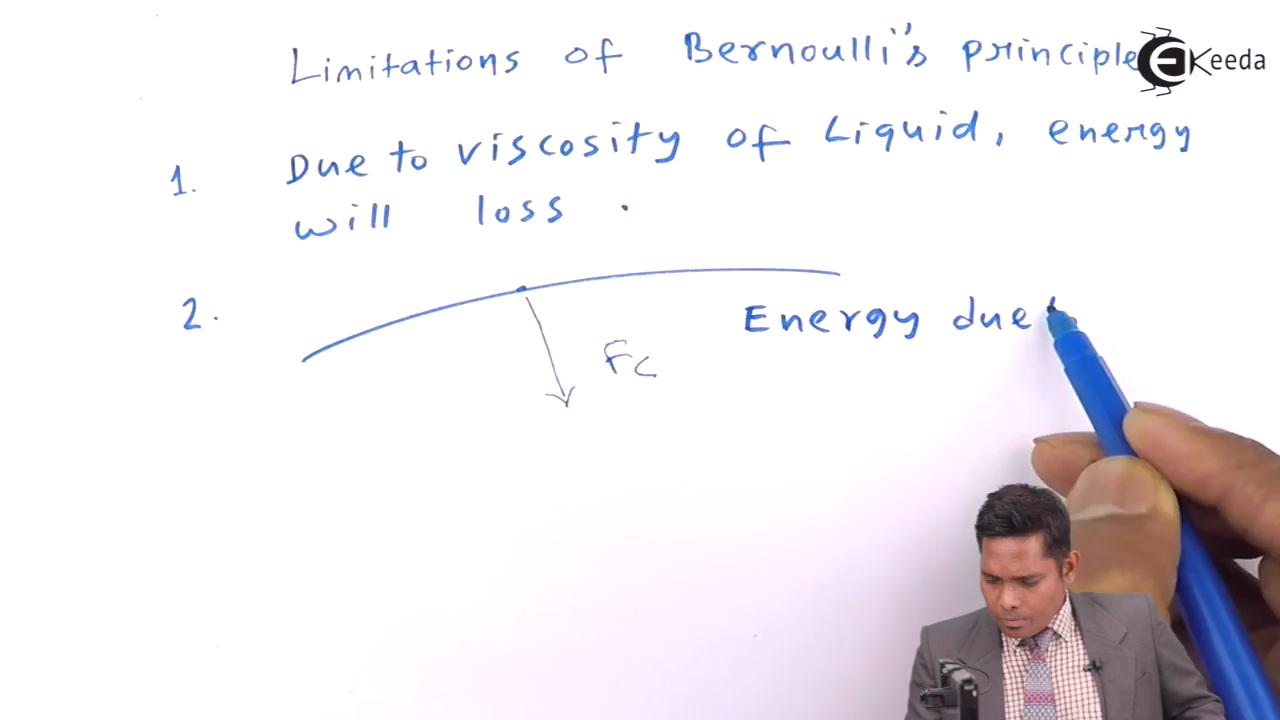 Limitations of Bernoulli's principle
EKeeda
1. Due to viscosity of Liquid, energy
will loss.
2.
Energy due
Fc